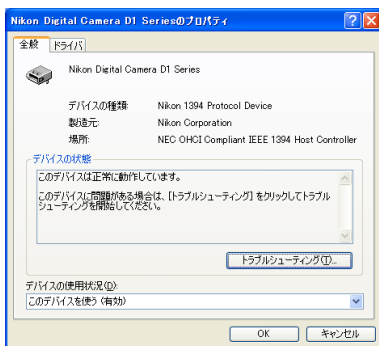 Nikon Digital Camera D1 Seriesのプロパティ
全般 ドライバ
Nikon Digital Camera D1 Series
デバイスの種類: Nikon 1394 Protocol Device
製造元: Nikon Corporation
場所: NEC OHCI Compliant IEEE 1394 Host Controller
デバイスの状態
このデバイスは正常に動作しています。
このデバイスに問題がある場合は、[トラブルシューティング] をクリックしてトラブル
シューティングを開始してください。
トラブルシューティング(T)...
デバイスの使用状況(D):
このデバイスを使う (有効)
OK キャンセル